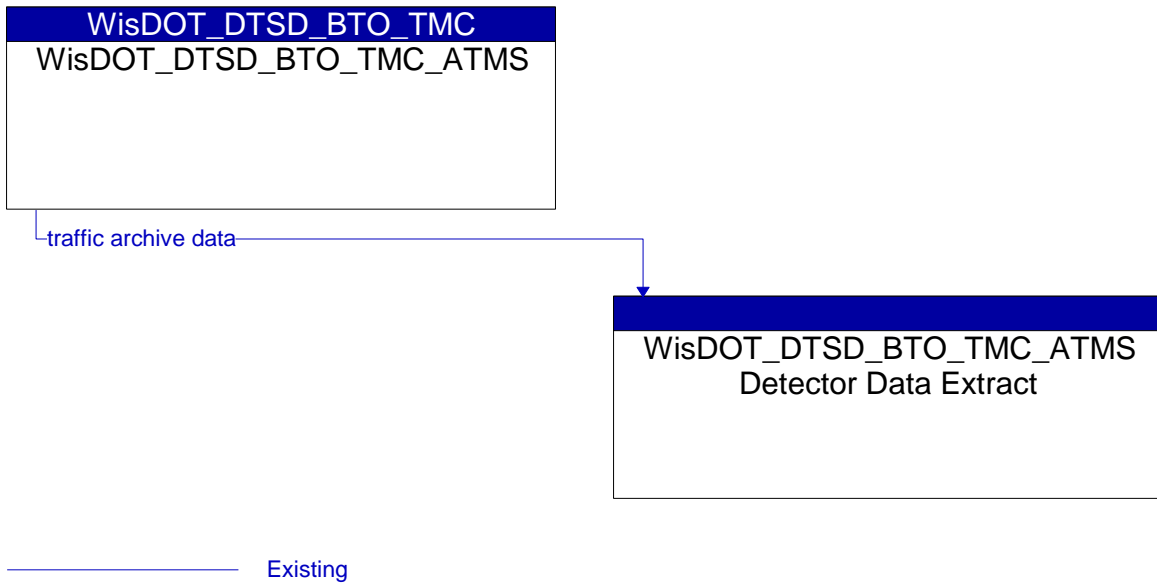 WisDOT_DTSD_BTO_TMC
WisDOT_DTSD_BTO_TMC_ATMS
traffic archive data
WisDOT_DTSD_BTO_TMC_ATMS
Detector Data Extract
Existing